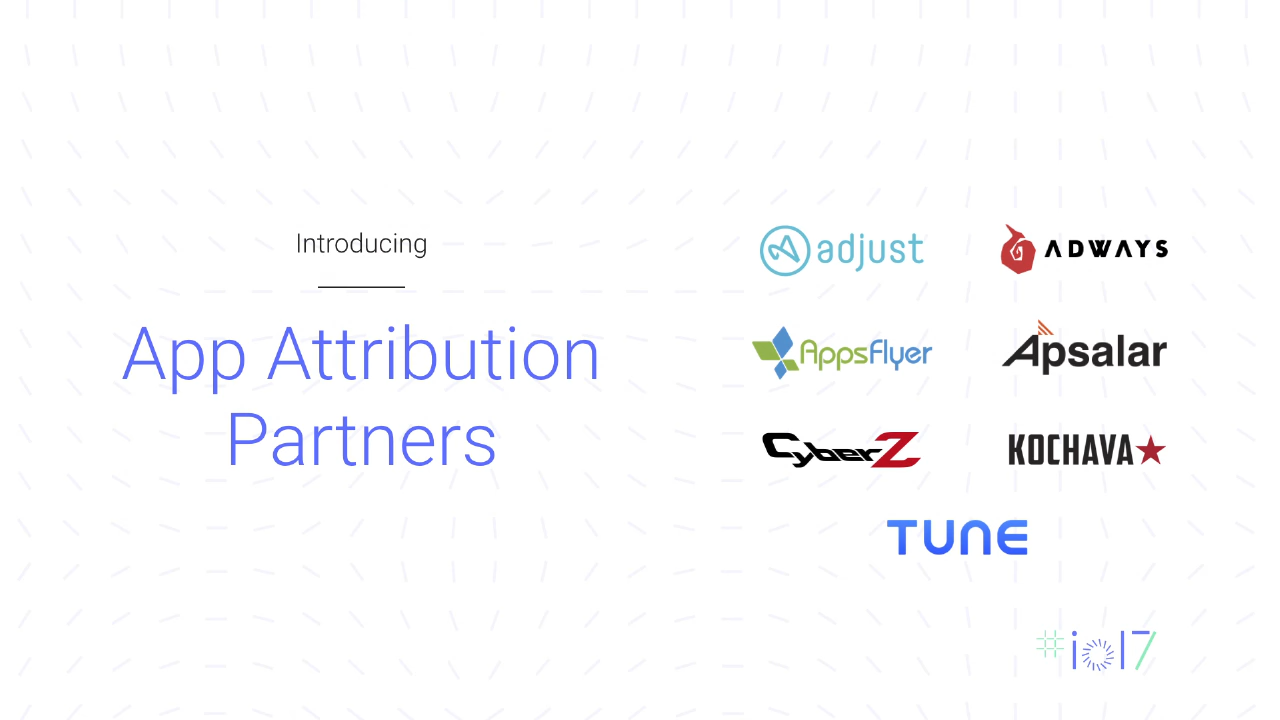 Introducing
App Attribution
Partners
adjust
ADWAYS
AppsFlyer
Apsalar
CyberZ
KOCHAVA
TUNE
#io17